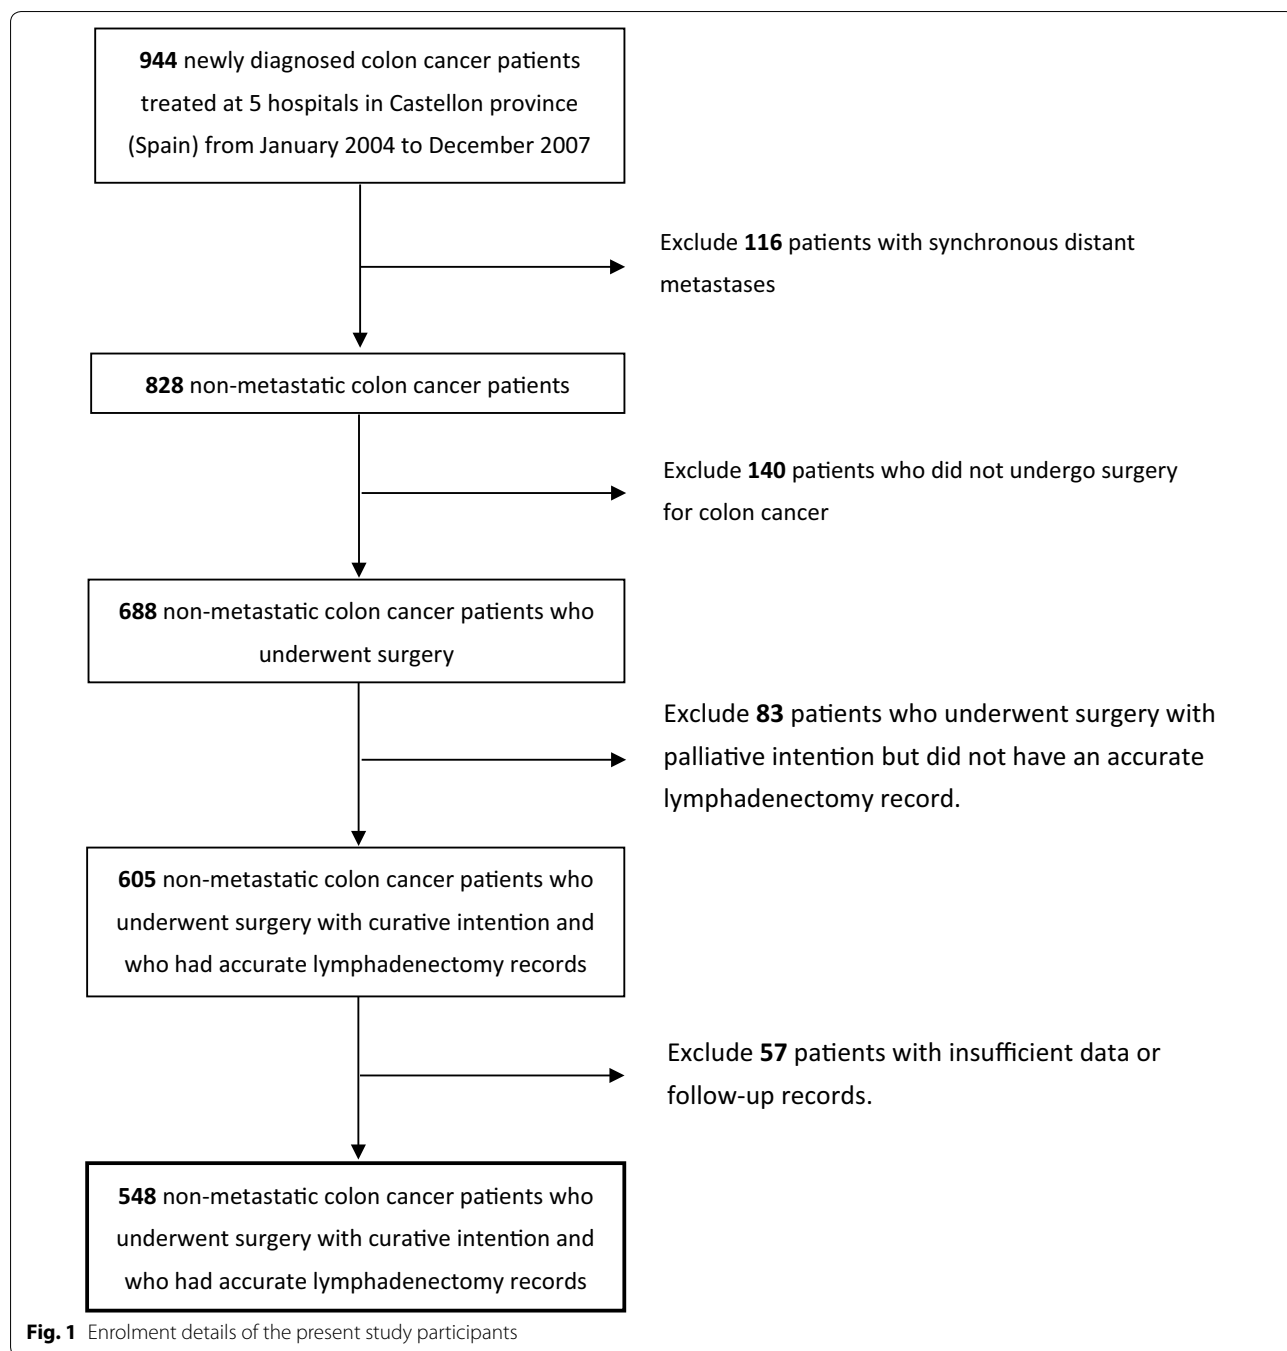 944 newly diagnosed colon cancer patients
treated at 5 hospitals in Castellon province
(Spain) from January 2004 to December 2007
Exclude 116 patients with synchronous distant
metastases
828 non-metastatic colon cancer patients
Exclude 140 patients who did not undergo surgery
for colon cancer
688 non-metastatic colon cancer patients who
underwent surgery
Exclude 83 patients who underwent surgery with
palliative intention but did not have an accurate
lymphadenectomy record.
605 non-metastatic colon cancer patients who
underwent surgery with curative intention and
who had accurate lymphadenectomy records
Exclude 57 patients with insufficient data or
follow-up records.
548 non-metastatic colon cancer patients who
underwent surgery with curative intention and
who had accurate lymphadenectomy records
Fig. 1 Enrolment details of the present study participants